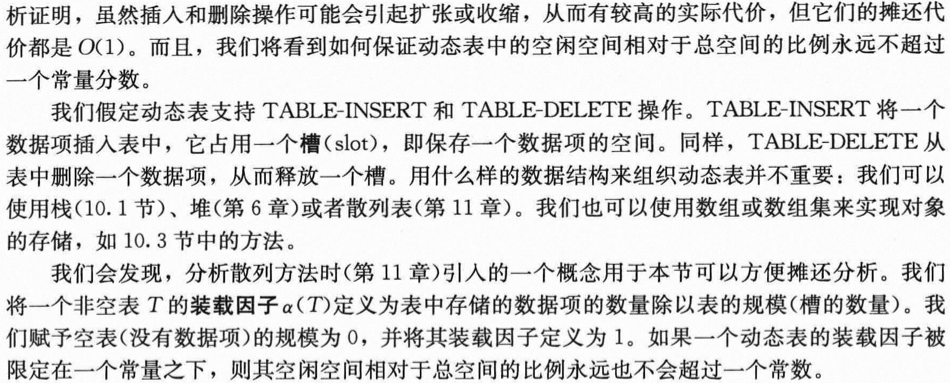 析证明，虽然插入和删除操作可能会引起扩张或收缩，从而有较高的实际代价，但它们的摊还代
价都是 O(1)。而且，我们将看到如何保证动态表中的空闲空间相对于总空间的比例永远不超过
一个常量分数。
我们假定动态表支持 TABLE-INSERT 和 TABLE-DELETE 操作。TABLE-INSERT 将一个
数据项插入表中，它占用一个槽(slot)，即保存一个数据项的空间。同样，TABLE-DELETE 从
表中删除一个数据项，从而释放一个槽。用什么样的数据结构来组织动态表并不重要：我们可以
使用栈(10.1 节)、堆(第 6 章)或者散列表(第 11 章)。我们也可以使用数组或数组集来实现对象
的存储，如 10.3 节中的方法。
我们会发现，分析散列方法时(第 11 章)引入的一个概念用于本节可以方便摊还分析。我们
将一个非空表 T 的装载因子 α(T)定义为表中存储的数据项的数量除以表的规模(槽的数量)。我
们赋予空表(没有数据项)的规模为 0，并将其装载因子定义为 1。如果一个动态表的装载因子被
限定在一个常量之下，则其空闲空间相对于总空间的比例永远也不会超过一个常数。